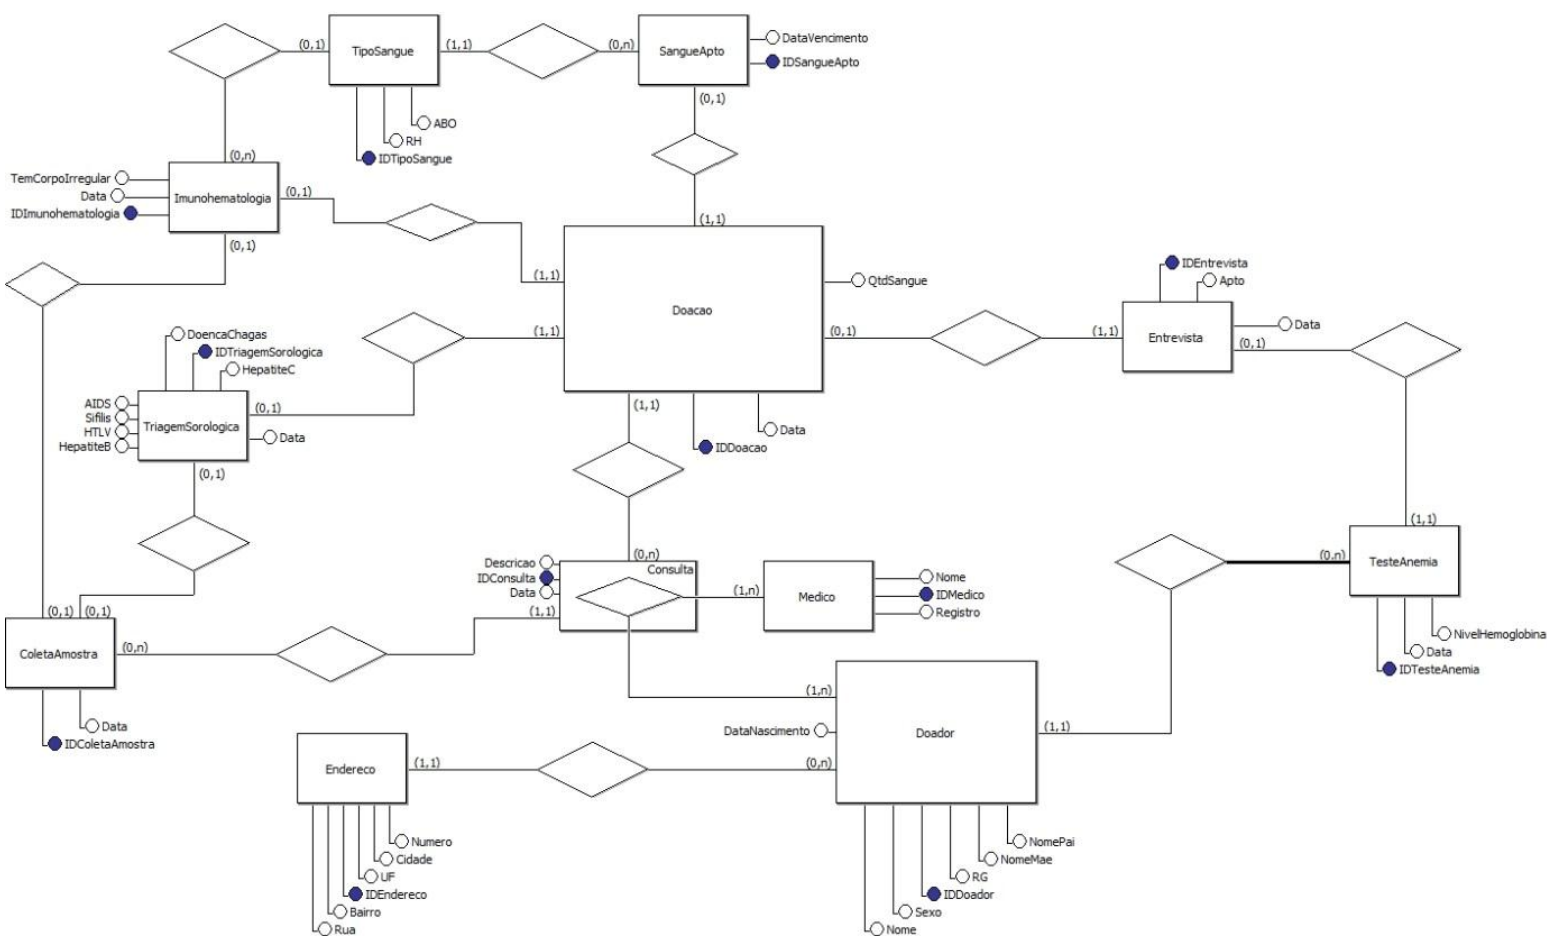 (0,1)
TipoSangue
(1,1)
(0,n)
SangueApto
DataVencimento
IDSangueApto
(0,1)
ABO
RH
IDTipoSangue
(0,n)
TemCorpoIrregular
Data
IDImunohematologia
Imunohematologia
(0,1)
(0,1)
(1,1)
(1,1)
Doacao
QtdSangue
(0,1)
(1,1)
IDEntrevista
Apto
Entrevista
Data
(0,1)
DoencaChagas
IDTriagemSorologica
HepatiteC
(1,1)
AIDS
Sifilis
HTLV
HepatiteB
TriagemSorologica
(0,1)
Data
(0,1)
(1,1)
Data
IDDoacao
(1,1)
(0,n)
TesteAnemia
NivelHemoglobina
Data
IDTesteAnemia
(0,n)
Descricao
IDConsulta
Data
Consulta
(1,1)
(1,n)
Medico
Nome
IDMedico
Registro
(0,1)
(0,1)
ColetaAmostra
(0,n)
Data
IDColetaAmostra
(1,n)
DataNascimento
Doador
(1,1)
(0,n)
Endereco
(1,1)
Numero
Cidade
UF
IDEndereco
Bairro
Rua
NomePai
NomeMae
RG
IDDoador
Sexo
Nome